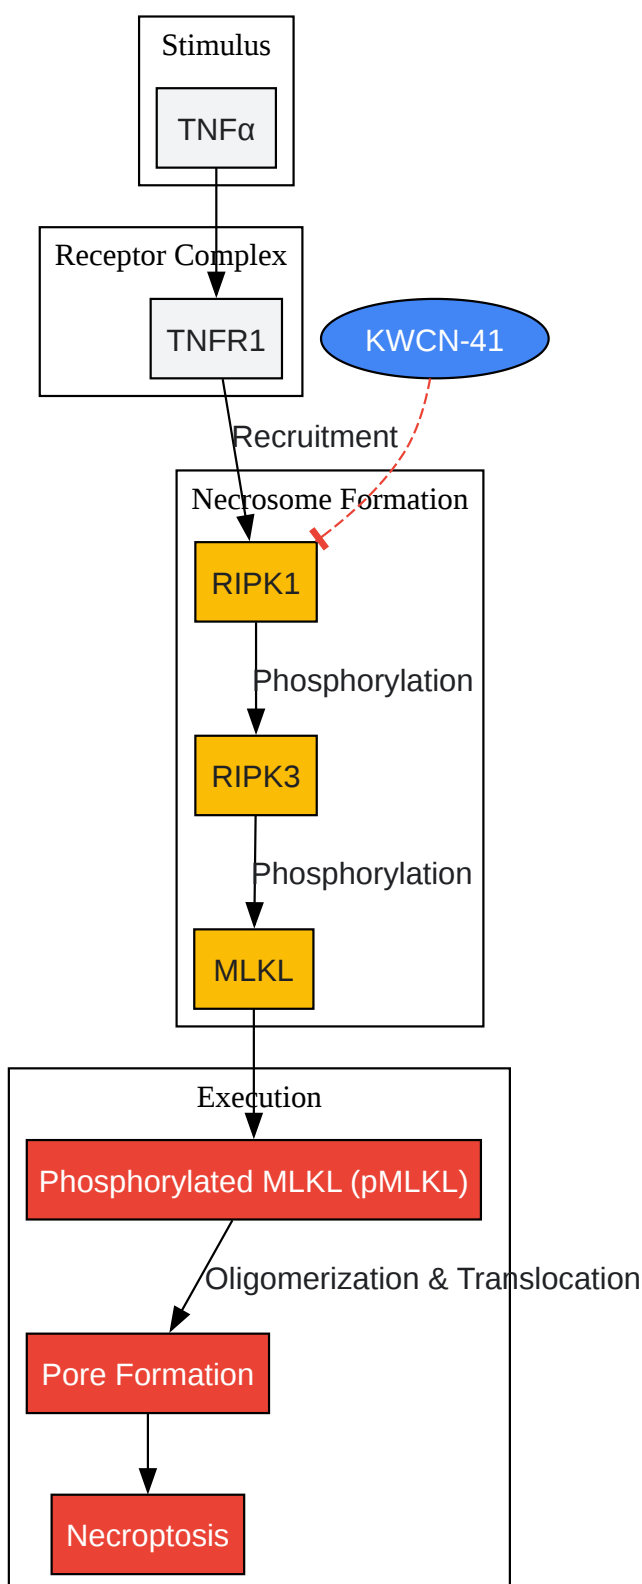 Stimulus
TNFα
Receptor Complex
TNFR1
KWCN-41
Recruitment
Necrosome Formation
RIPK1
Phosphorylation
RIPK3
Phosphorylation
MLKL
Execution
Phosphorylated MLKL (pMLKL)
Oligomerization & Translocation
Pore Formation
Necroptosis